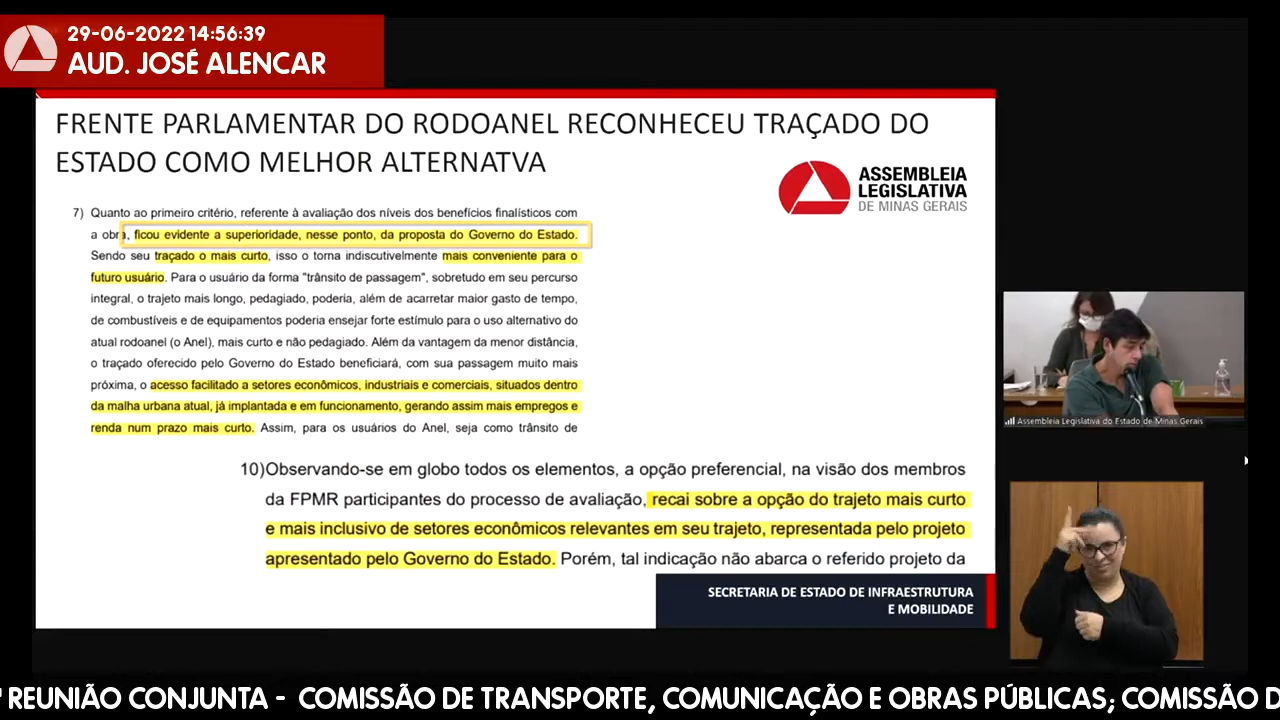 29-06-2022 14:56:39
AUD. JOSÉ ALENCAR
FRENTE PARLAMENTAR DO RODOANEL RECONHECEU TRAÇADO DO
ESTADO COMO MELHOR ALTERNATVA
ASSEMBLEIA
LEGISLATIVA
DE MINAS GERAIS
7) Quanto ao primeiro critério, referente à avaliação dos níveis dos benefícios finalísticos com
a obra, ficou evidente a superioridade, nesse ponto, da proposta do Governo do Estado.
Sendo seu traçado o mais curto, isso o torna indiscutivelmente mais conveniente para o
futuro usuário. Para o usuário da forma "trânsito de passagem", sobretudo em seu percurso
integral, o trajeto mais longo, pedagiado, poderia, além de acarretar maior gasto de tempo,
de combustíveis e de equipamentos poderia ensejar forte estímulo para o uso alternativo do
atual rodoanel (o Anel), mais curto e não pedagiado. Além da vantagem da menor distância,
o traçado oferecido pelo Governo do Estado beneficiará, com sua passagem muito mais
próxima, o acesso facilitado a setores econômicos, industriais e comerciais, situados dentro
da malha urbana atual, já implantada e em funcionamento, gerando assim mais empregos e
renda num prazo mais curto. Assim, para os usuários do Anel, seja como trânsito de
10)Observando-se em globo todos os elementos, a opção preferencial, na visão dos membros
da FPMR participantes do processo de avaliação, recai sobre a opção do trajeto mais curto
e mais inclusivo de setores econômicos relevantes em seu trajeto, representada pelo projeto
apresentado pelo Governo do Estado. Porém, tal indicação não abarca o referido projeto da
SECRETARIA DE ESTADO DE INFRAESTRUTURA
E MOBILIDADE
Assembleia Legislativa do Estado de Minas Gerais
REUNIÃO CONJUNTA - COMISSÃO DE TRANSPORTE, COMUNICAÇÃO E OBRAS PÚBLICAS; COMISSÃO D